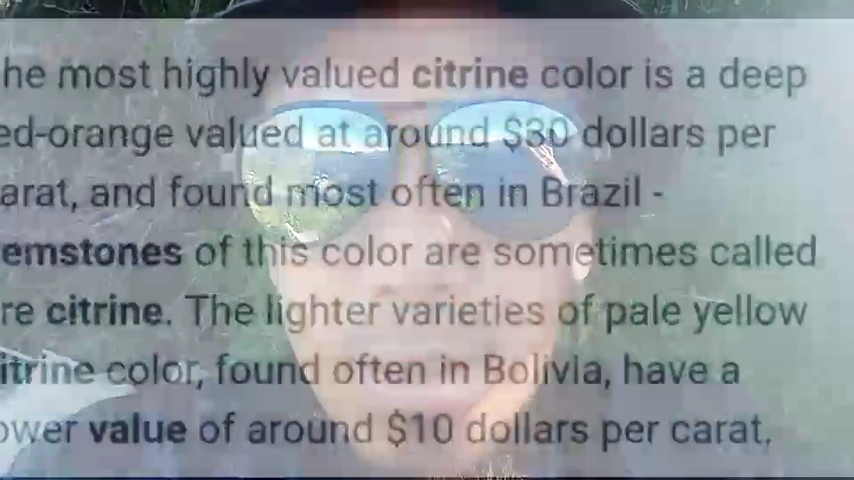 he most highly valued citrine color is a deep
ed-orange valued at around $30 dollars per
arat, and found most often in Brazil -
emstones of this color are sometimes called
re citrine. The lighter varieties of pale yellow
itrine color, found often in Bolivia, have a
ower value of around $10 dollars per carat.